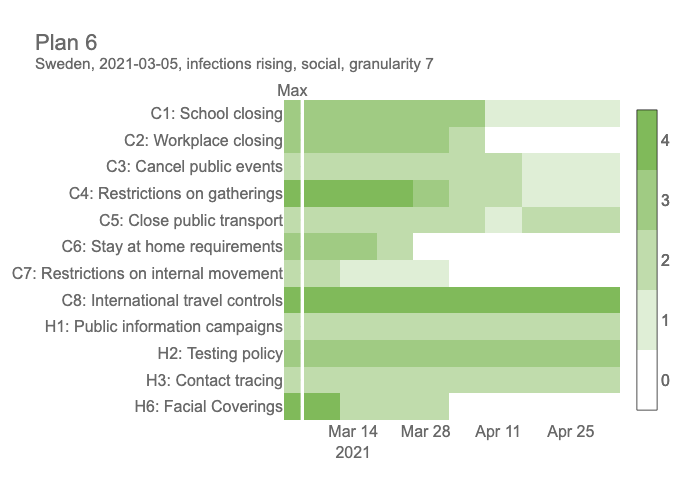 Plan 6
Sweden, 2021-03-05, infections rising, social, granularity 7
Max
C1: School closing
C2: Workplace closing
C3: Cancel public events
C4: Restrictions on gatherings
C5: Close public transport
C6: Stay at home requirements
C7: Restrictions on internal movement
C8: International travel controls
H1: Public information campaigns
H2: Testing policy
H3: Contact tracing
H6: Facial Coverings
Mar 14 Mar 28 Apr 11 Apr 25
2021
4
3
2
1
0